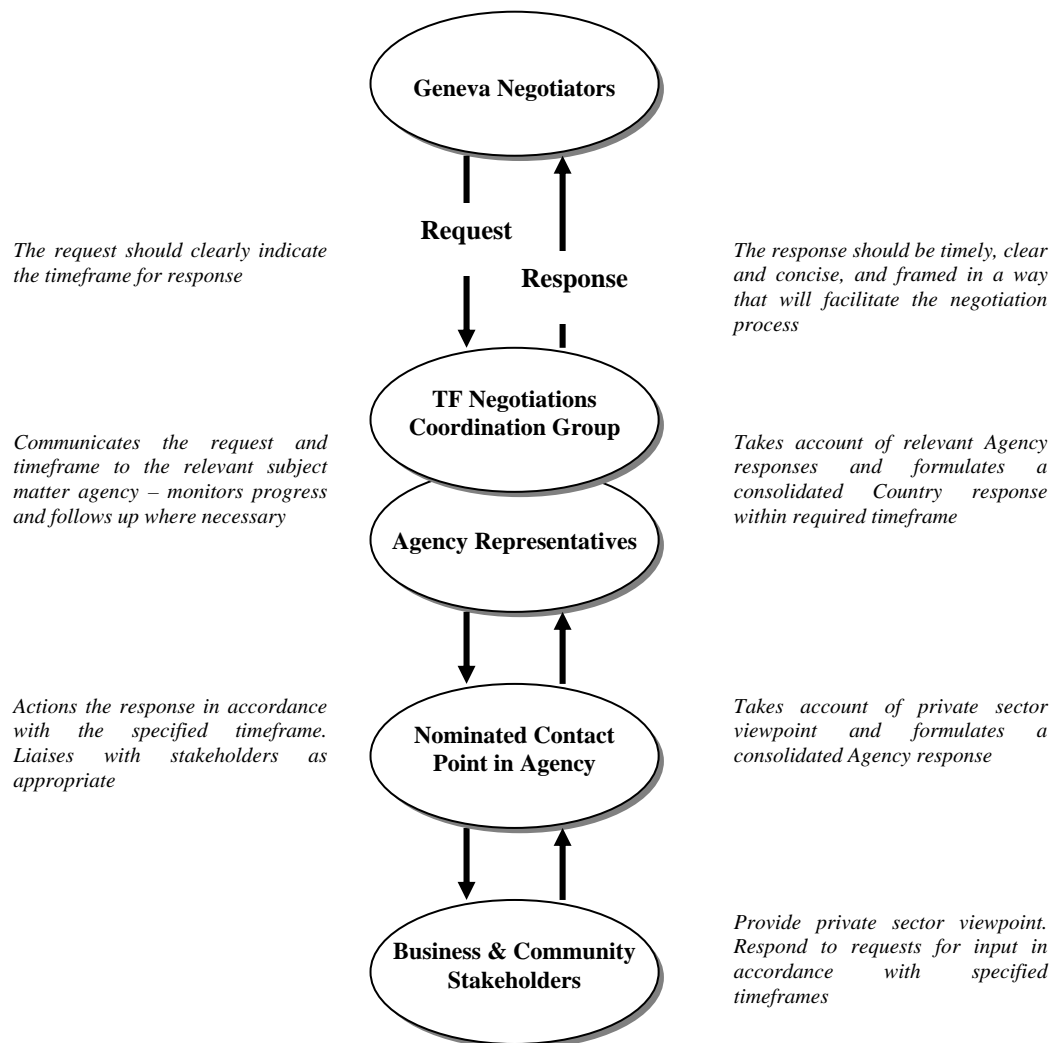 Geneva Negotiators
Request
The request should clearly indicate
the timeframe for response
Response
The response should be timely, clear
and concise, and framed in a way
that will facilitate the negotiation
process
TF Negotiations
Coordination Group
Communicates the request and
timeframe to the relevant subject
matter agency – monitors progress
and follows up where necessary
Takes account of relevant Agency
responses and formulates a
consolidated Country response
within required timeframe
Agency Representatives
Actions the response in accordance
with the specified timeframe.
Liaises with stakeholders as
appropriate
Nominated Contact
Point in Agency
Takes account of private sector
viewpoint and formulates a
consolidated Agency response
Business & Community
Stakeholders
Provide private sector viewpoint.
Respond to requests for input in
accordance with specified
timeframes